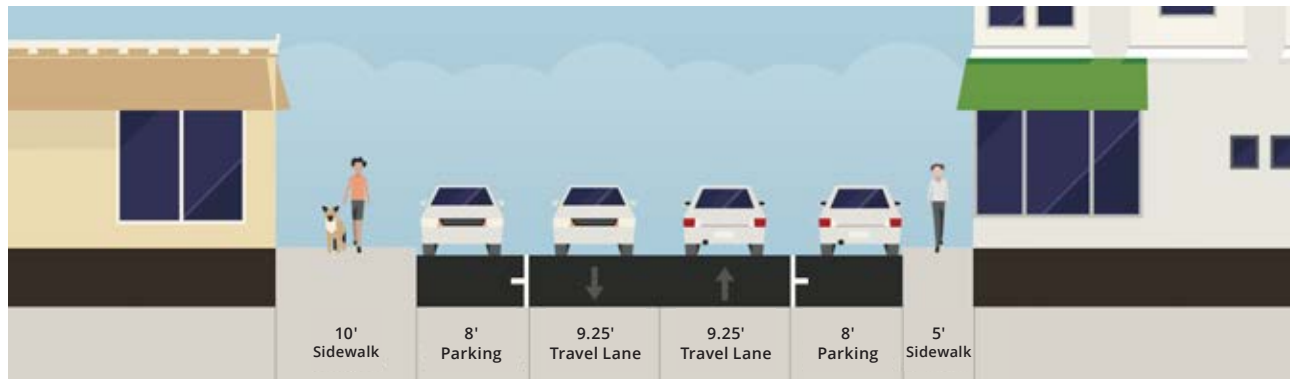 10'
Sidewalk
8'
Parking
9.25'
Travel Lane
9.25'
Travel Lane
8'
Parking
5'
Sidewalk